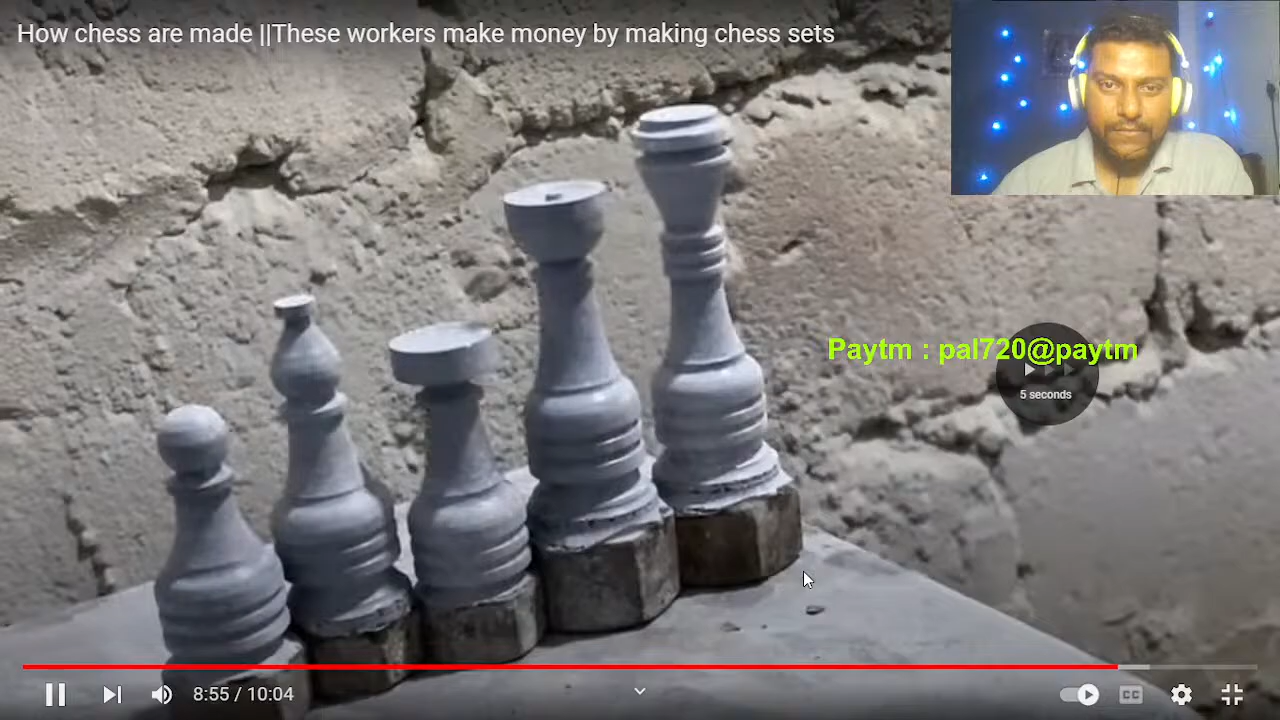 How chess are made ||These workers make money by making chess sets
Paytm : pal720@paytm
5 seconds
8:55 / 10:04
CC